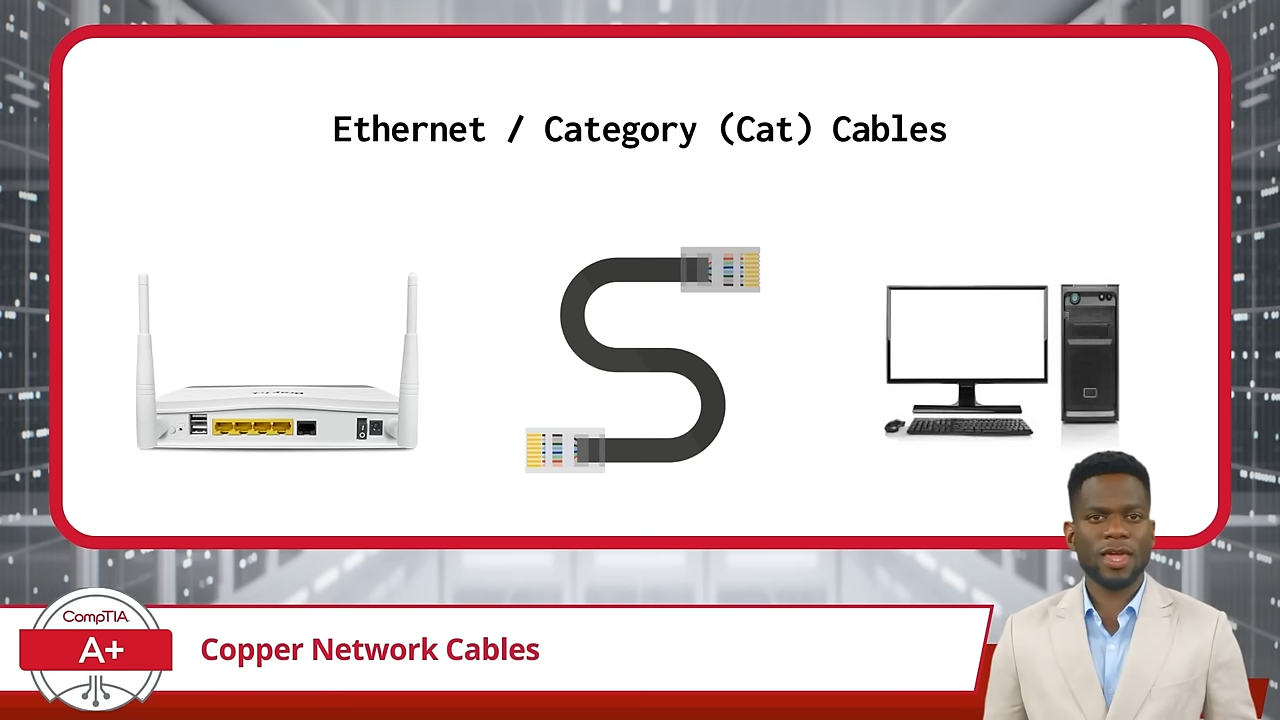 Ethernet / Category (Cat) Cables
CompTIA
A+
Copper Network Cables